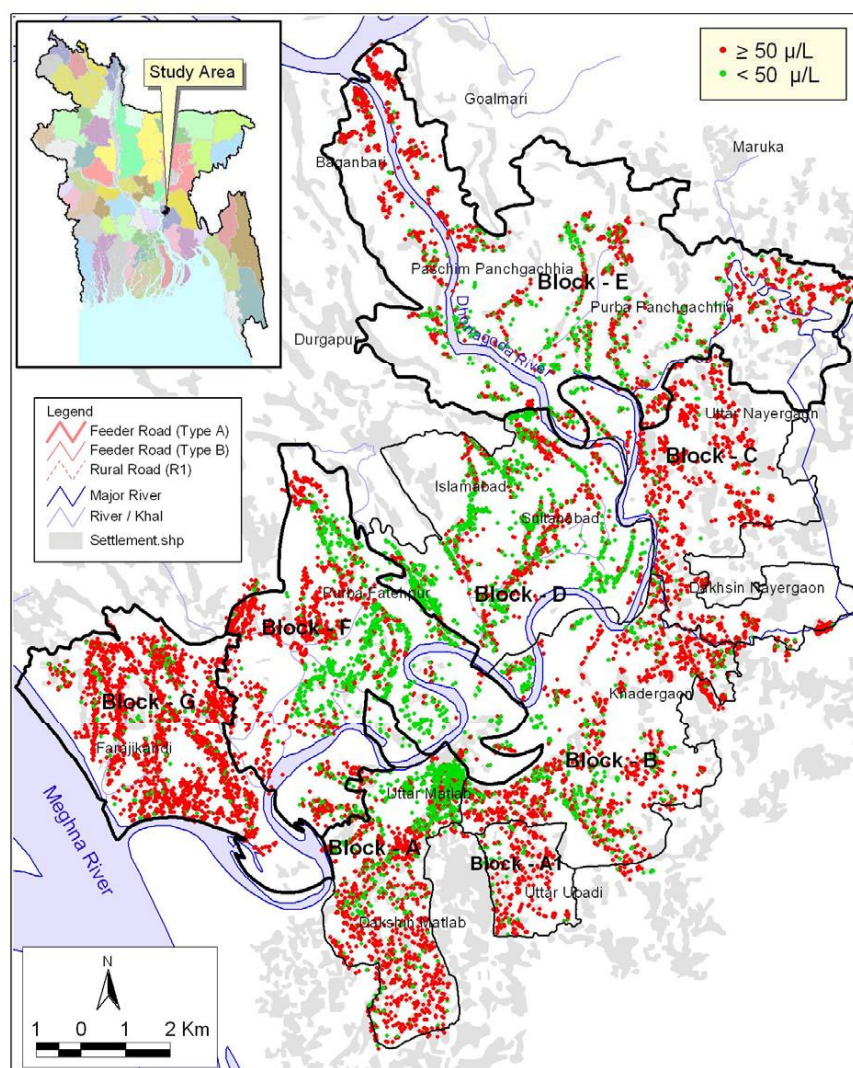 Study Area
≥ 50 µ/L
< 50 µ/L
Goalmari
Maruka
Baganbari
Paschim Panchgachhia
Block - E
Purba Panchgachhia
Durgapur
Dhonagoda River
Legend
Feeder Road (Type A)
Feeder Road (Type B)
Rural Road (R1)
Major River
River / Khal
Settlement.shp
Uttar Nayergaon
Block - C
Islamabad
Sultanabad
Dakhsin Nayergaon
Purba Fatehpur
Block - D
Block - F
Khadergaon
Block - G
Farajikandi
Block - B
Uttar Matlab
Meghna River
Block - A
Block - A1
Uttar Upadi
Dakshin Matlab
N
1 0 1 2 Km